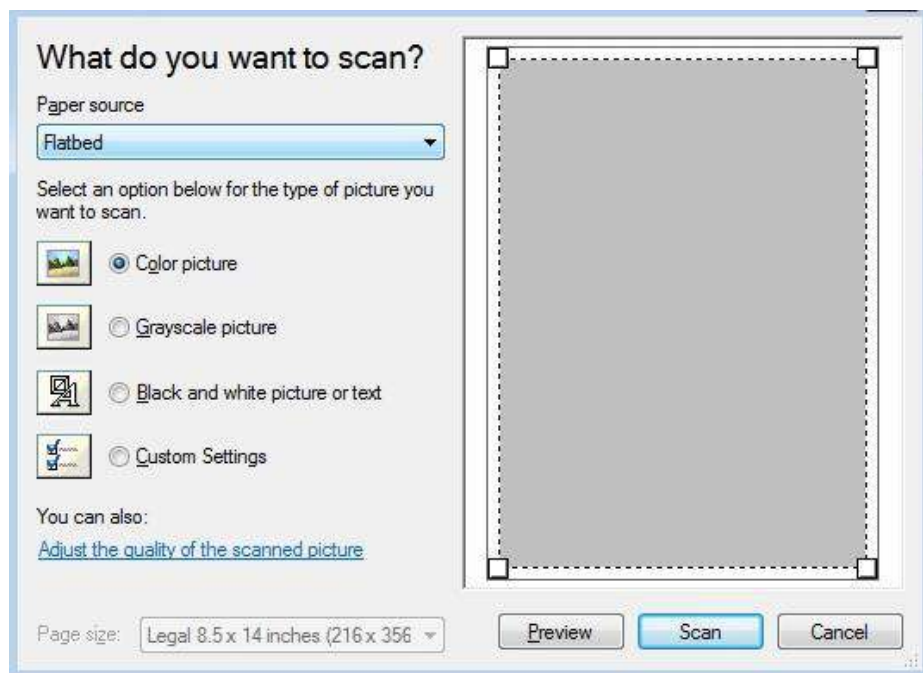 What do you want to scan?
Paper source
Flatbed
Select an option below for the type of picture you
want to scan.
Color picture
Grayscale picture
Black and white picture or text
Custom Settings
You can also:
Adjust the quality of the scanned picture
Page size: Legal 8.5 x 14 inches (216 x 356
Preview Scan Cancel